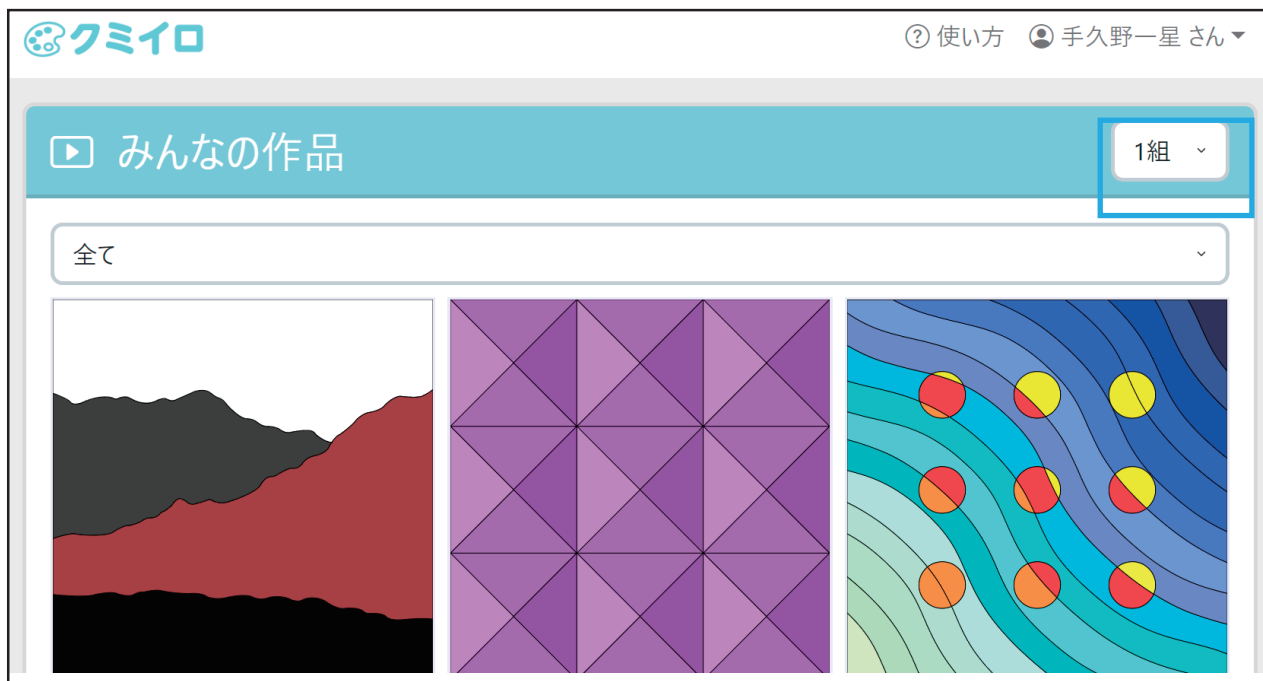 クミイロ
使い方 手久野一星 さん
みんなの作品
1組
全て